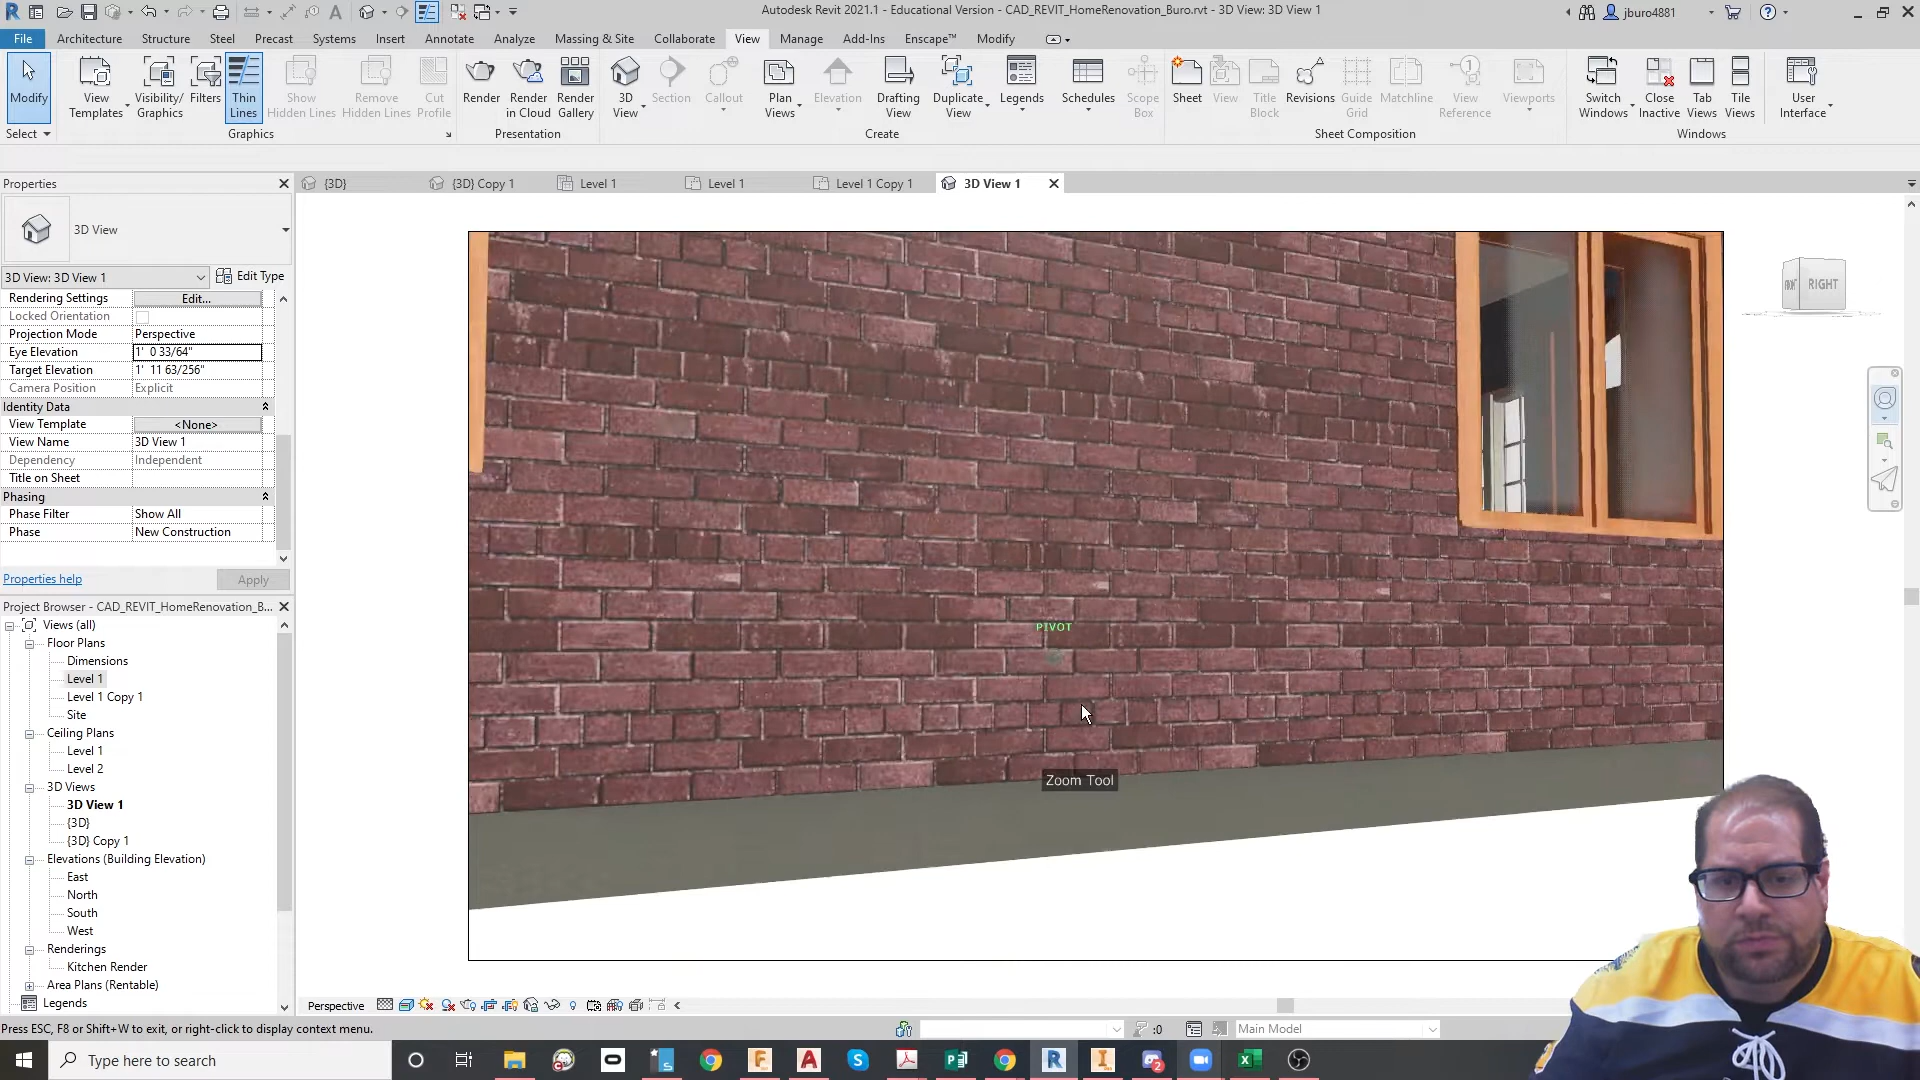 Autodesk Revit 2021.1 - Educational Version - CAD_REVIT_HomeRenovation_Buro.rvt - 3D View: 3D View 1
jburo4881
File Architecture Structure Steel Precast Systems Insert Annotate Analyze Massing & Site Collaborate View Manage Add-Ins Enscape™ Modify
Modify
View Templates
Visibility/ Graphics
Filters
Thin Lines
Show Hidden Lines
Remove Hidden Lines
Cut Profile
Render
Render in Cloud
Render Gallery
3D View
Section
Callout
Plan Views
Elevation
Drafting View
Duplicate View
Legends
Schedules
Scope Box
Sheet
View
Title Block
Revisions
Guide Grid
Matchline
View Reference
Viewports
Switch Windows
Close Inactive
Tab Views
Tile Views
User Interface
Select Graphics Presentation Create Sheet Composition Windows
Properties
{3D} {3D} Copy 1 Level 1 Level 1 Level 1 Copy 1 3D View 1
3D View
3D View: 3D View 1 Edit Type
Rendering Settings Edit...
Locked Orientation
Projection Mode Perspective
Eye Elevation 1' 0 33/64"
Target Elevation 1' 11 63/256"
Camera Position Explicit
Identity Data
View Template <None>
View Name 3D View 1
Dependency Independent
Title on Sheet
Phasing
Phase Filter Show All
Phase New Construction
Properties help Apply
Project Browser - CAD_REVIT_HomeRenovation_B...
Views (all)
Floor Plans
Dimensions
Level 1
Level 1 Copy 1
Site
Ceiling Plans
Level 1
Level 2
3D Views
3D View 1
{3D}
{3D} Copy 1
Elevations (Building Elevation)
East
North
South
West
Renderings
Kitchen Render
Area Plans (Rentable)
Legends
FRONT RIGHT
PIVOT
Zoom Tool
Perspective
Press ESC, F8 or Shift+W to exit, or right-click to display context menu.
:0
Main Model
Type here to search
2